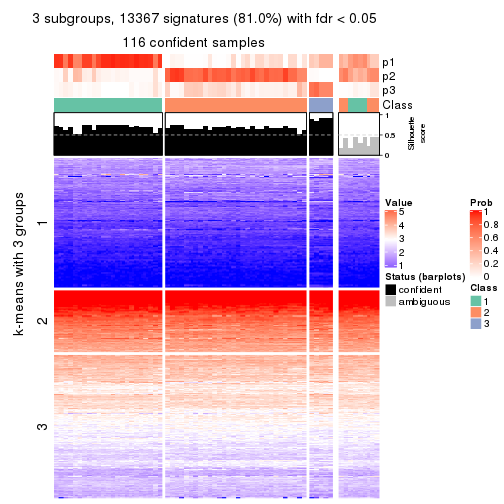 3 subgroups, 13367 signatures (81.0%) with fdr < 0.05
116 confident samples
p1
p2
p3
Class
1
0.5
0
Silhouette
score
k-means with 3 groups
1
2
3
Value
5
4
3
2
1
Status (barplots)
confident
ambiguous
Prob
1
0.8
0.6
0.4
0.2
0
Class
1
2
3